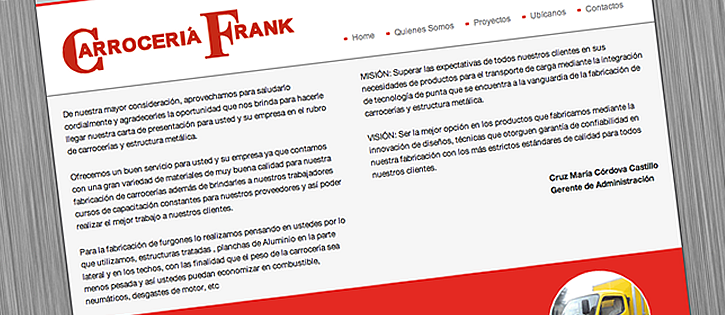 CARROCERIÁ FRANK
Home
Quienes Somos
Proyectos
Ubícanos
Contactos
De nuestra mayor consideración, aprovechamos para saludarlo
cordialmente y agradecerles la oportunidad que nos brinda para hacerle
llegar nuestra carta de presentación para usted y su empresa en el rubro
de carrocerías y estructura metálica.
Ofrecemos un buen servicio para usted y su empresa ya que contamos
con una gran variedad de materiales de muy buena calidad para nuestra
fabricación de carrocerías además de brindarles a nuestros trabajadores
cursos de capacitación constantes para nuestros proveedores y así poder
realizar el mejor trabajo a nuestros clientes.
Para la fabricación de furgones lo realizamos pensando en ustedes por lo
que utilizamos, estructuras tratadas , planchas de Aluminio en la parte
lateral y en los techos, con las finalidad que el peso de la carrocería sea
menos pesada y así ustedes puedan economizar en combustible,
neumáticos, desgastes de motor, etc
MISIÓN: Superar las expectativas de todos nuestros clientes en sus
necesidades de productos para el transporte de carga mediante la integración
de tecnología de punta que se encuentra a la vanguardia de la fabricación de
carrocerías y estructura metálica.
VISIÓN: Ser la mejor opción en los productos que fabricamos mediante la
innovación de diseños, técnicas que otorguen garantía de confiabilidad en
nuestra fabricación con los más estrictos estándares de calidad para todos
nuestros clientes.
Cruz María Córdova Castillo
Gerente de Administración